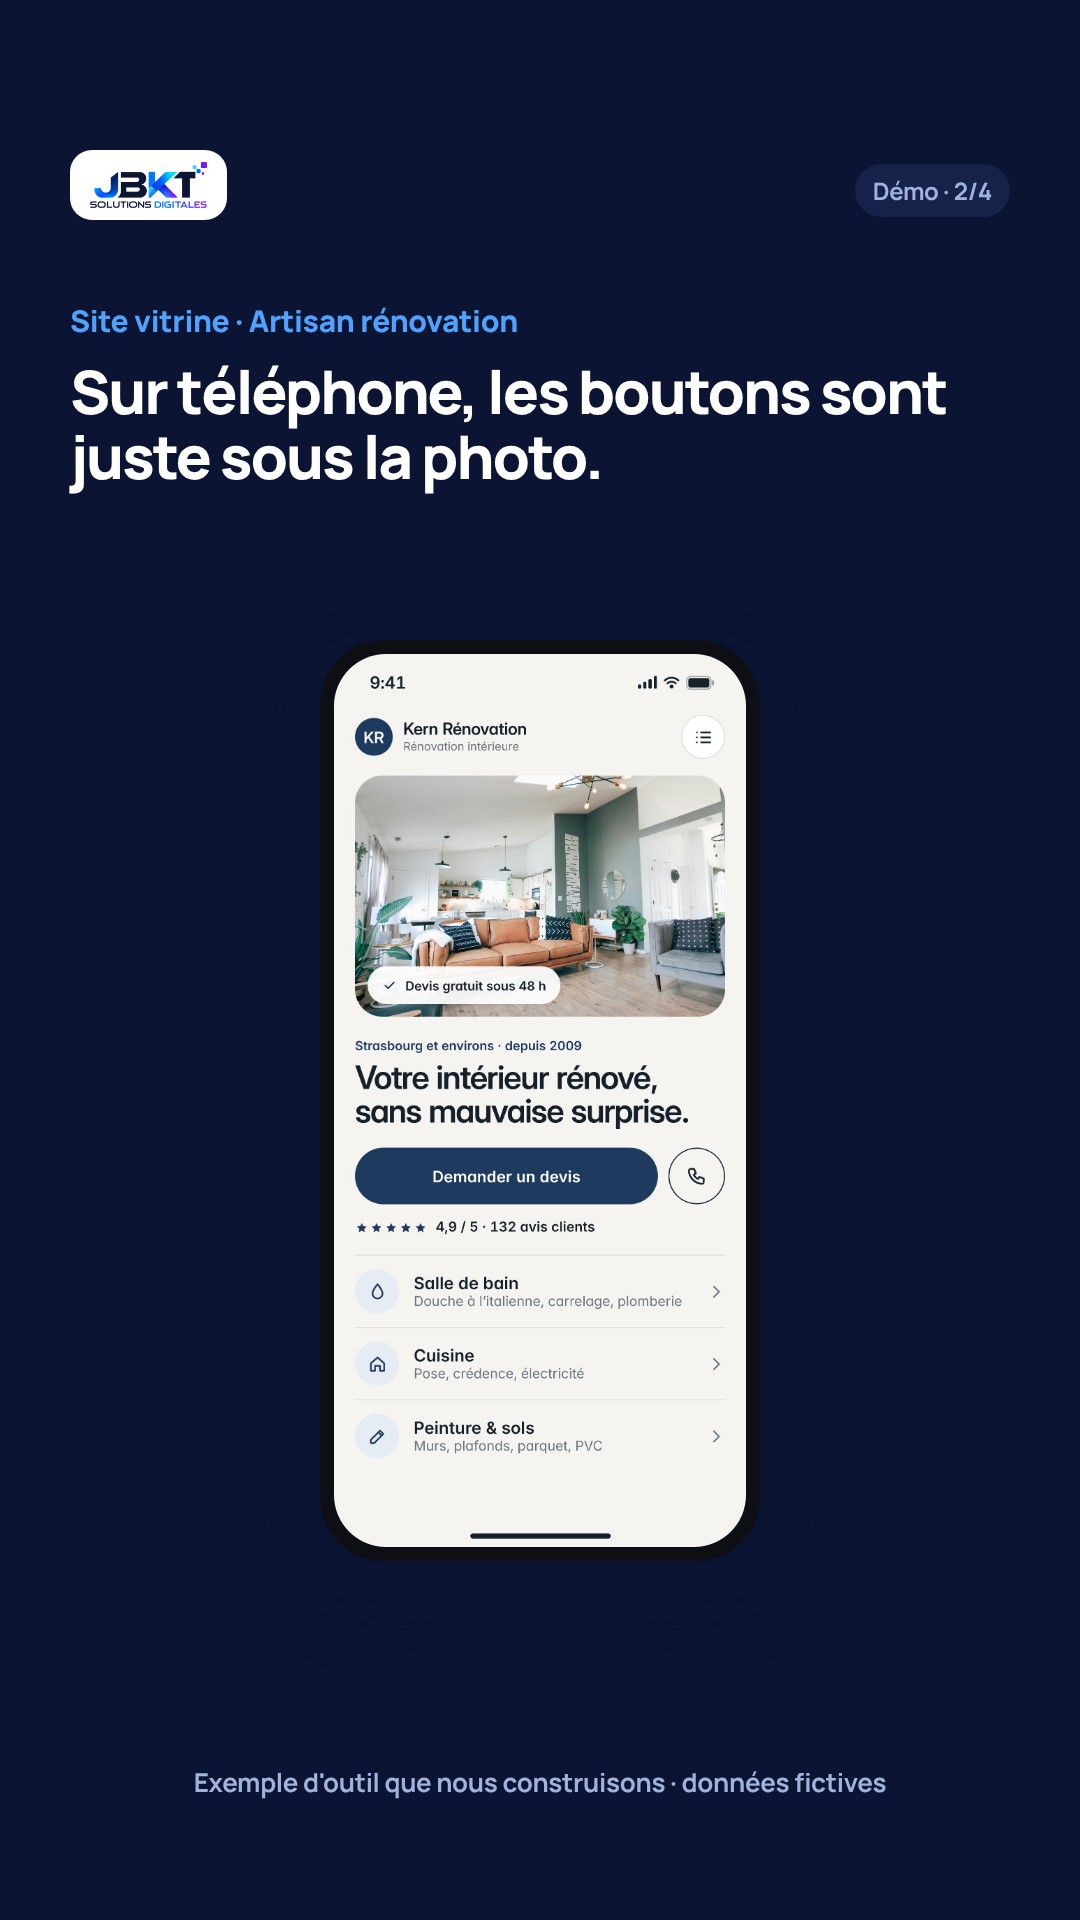 JBKT
SOLUTIONS DIGITALES
Démo · 2/4
Site vitrine · Artisan rénovation
Sur téléphone, les boutons sont
juste sous la photo.
9:41
KR
Kern Rénovation
Rénovation intérieure
Devis gratuit sous 48 h
Strasbourg et environs · depuis 2009
Votre intérieur rénové,
sans mauvaise surprise.
Demander un devis
4,9 / 5 · 132 avis clients
Salle de bain
Douche à l'italienne, carrelage, plomberie
Cuisine
Pose, crédence, électricité
Peinture & sols
Murs, plafonds, parquet, PVC
Exemple d'outil que nous construisons · données fictives